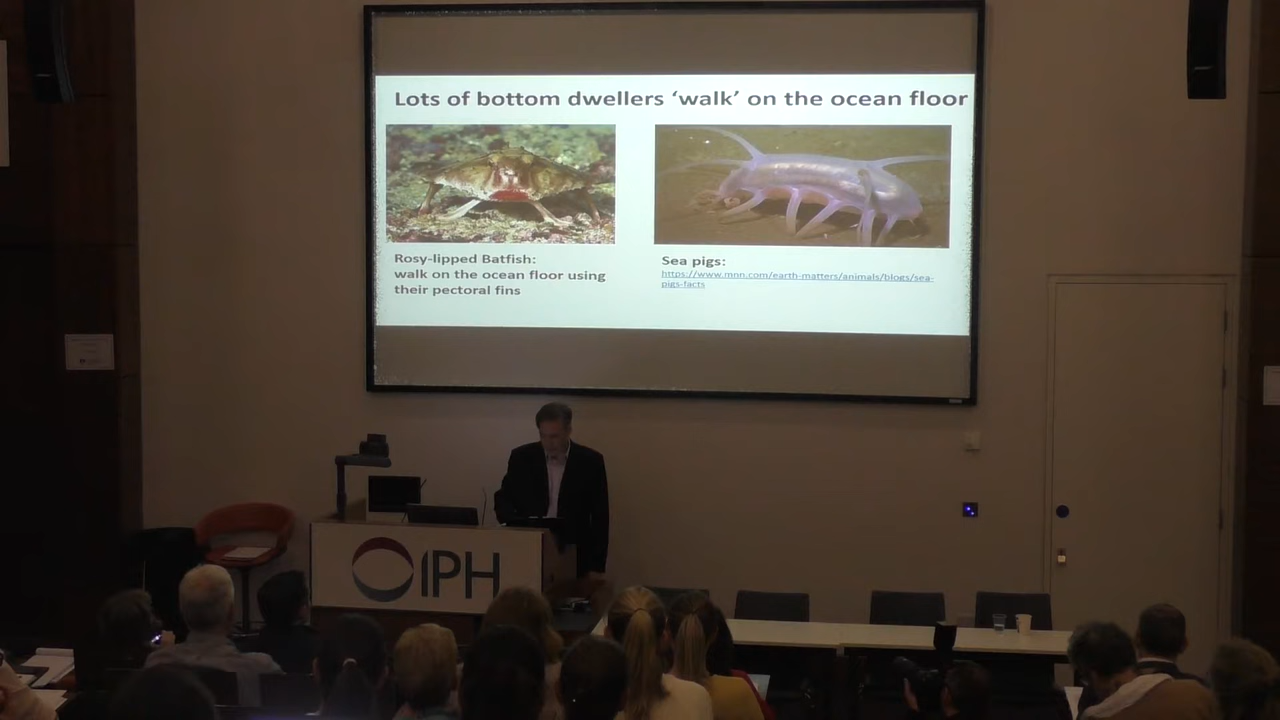 Lots of bottom dwellers ‘walk’ on the ocean floor
Rosy-lipped Batfish:
walk on the ocean floor using
their pectoral fins
Sea pigs:
https://www.mnn.com/earth-matters/animals/blogs/sea-
pigs-facts
IPH